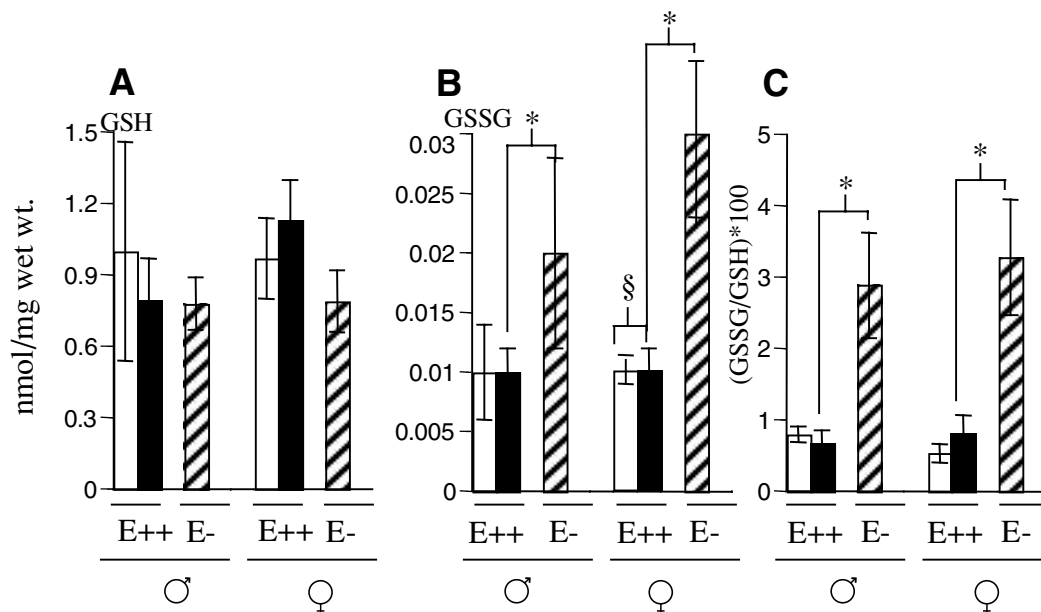 A
GSH
nmol/mg wet wt.
1.5
1.2
0.9
0.6
0.3
0
E++ E- E++ E-
♂ ♀
B
GSSG
0.03
0.025
0.02
0.015
0.01
0.005
0
*
*
§
E++ E- E++ E-
♂ ♀
C
(GSSG/GSH)*100
5
4
3
2
1
0
*
*
E++ E- E++ E-
♂ ♀